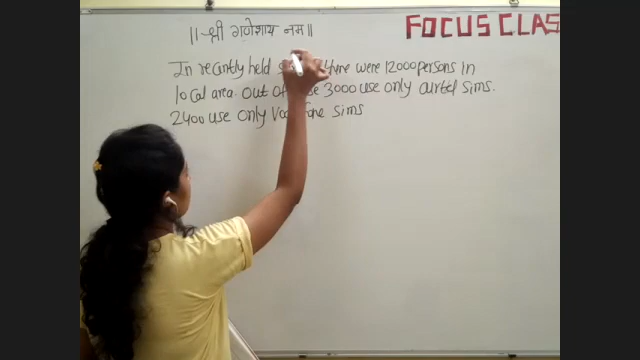 ॥ श्री गणेशाय नम॥
FOCUS CLAS
In recently held there were 12000 persons in
local area. out of 3000 use only airtel sims.
2400 use only Vodafone sims